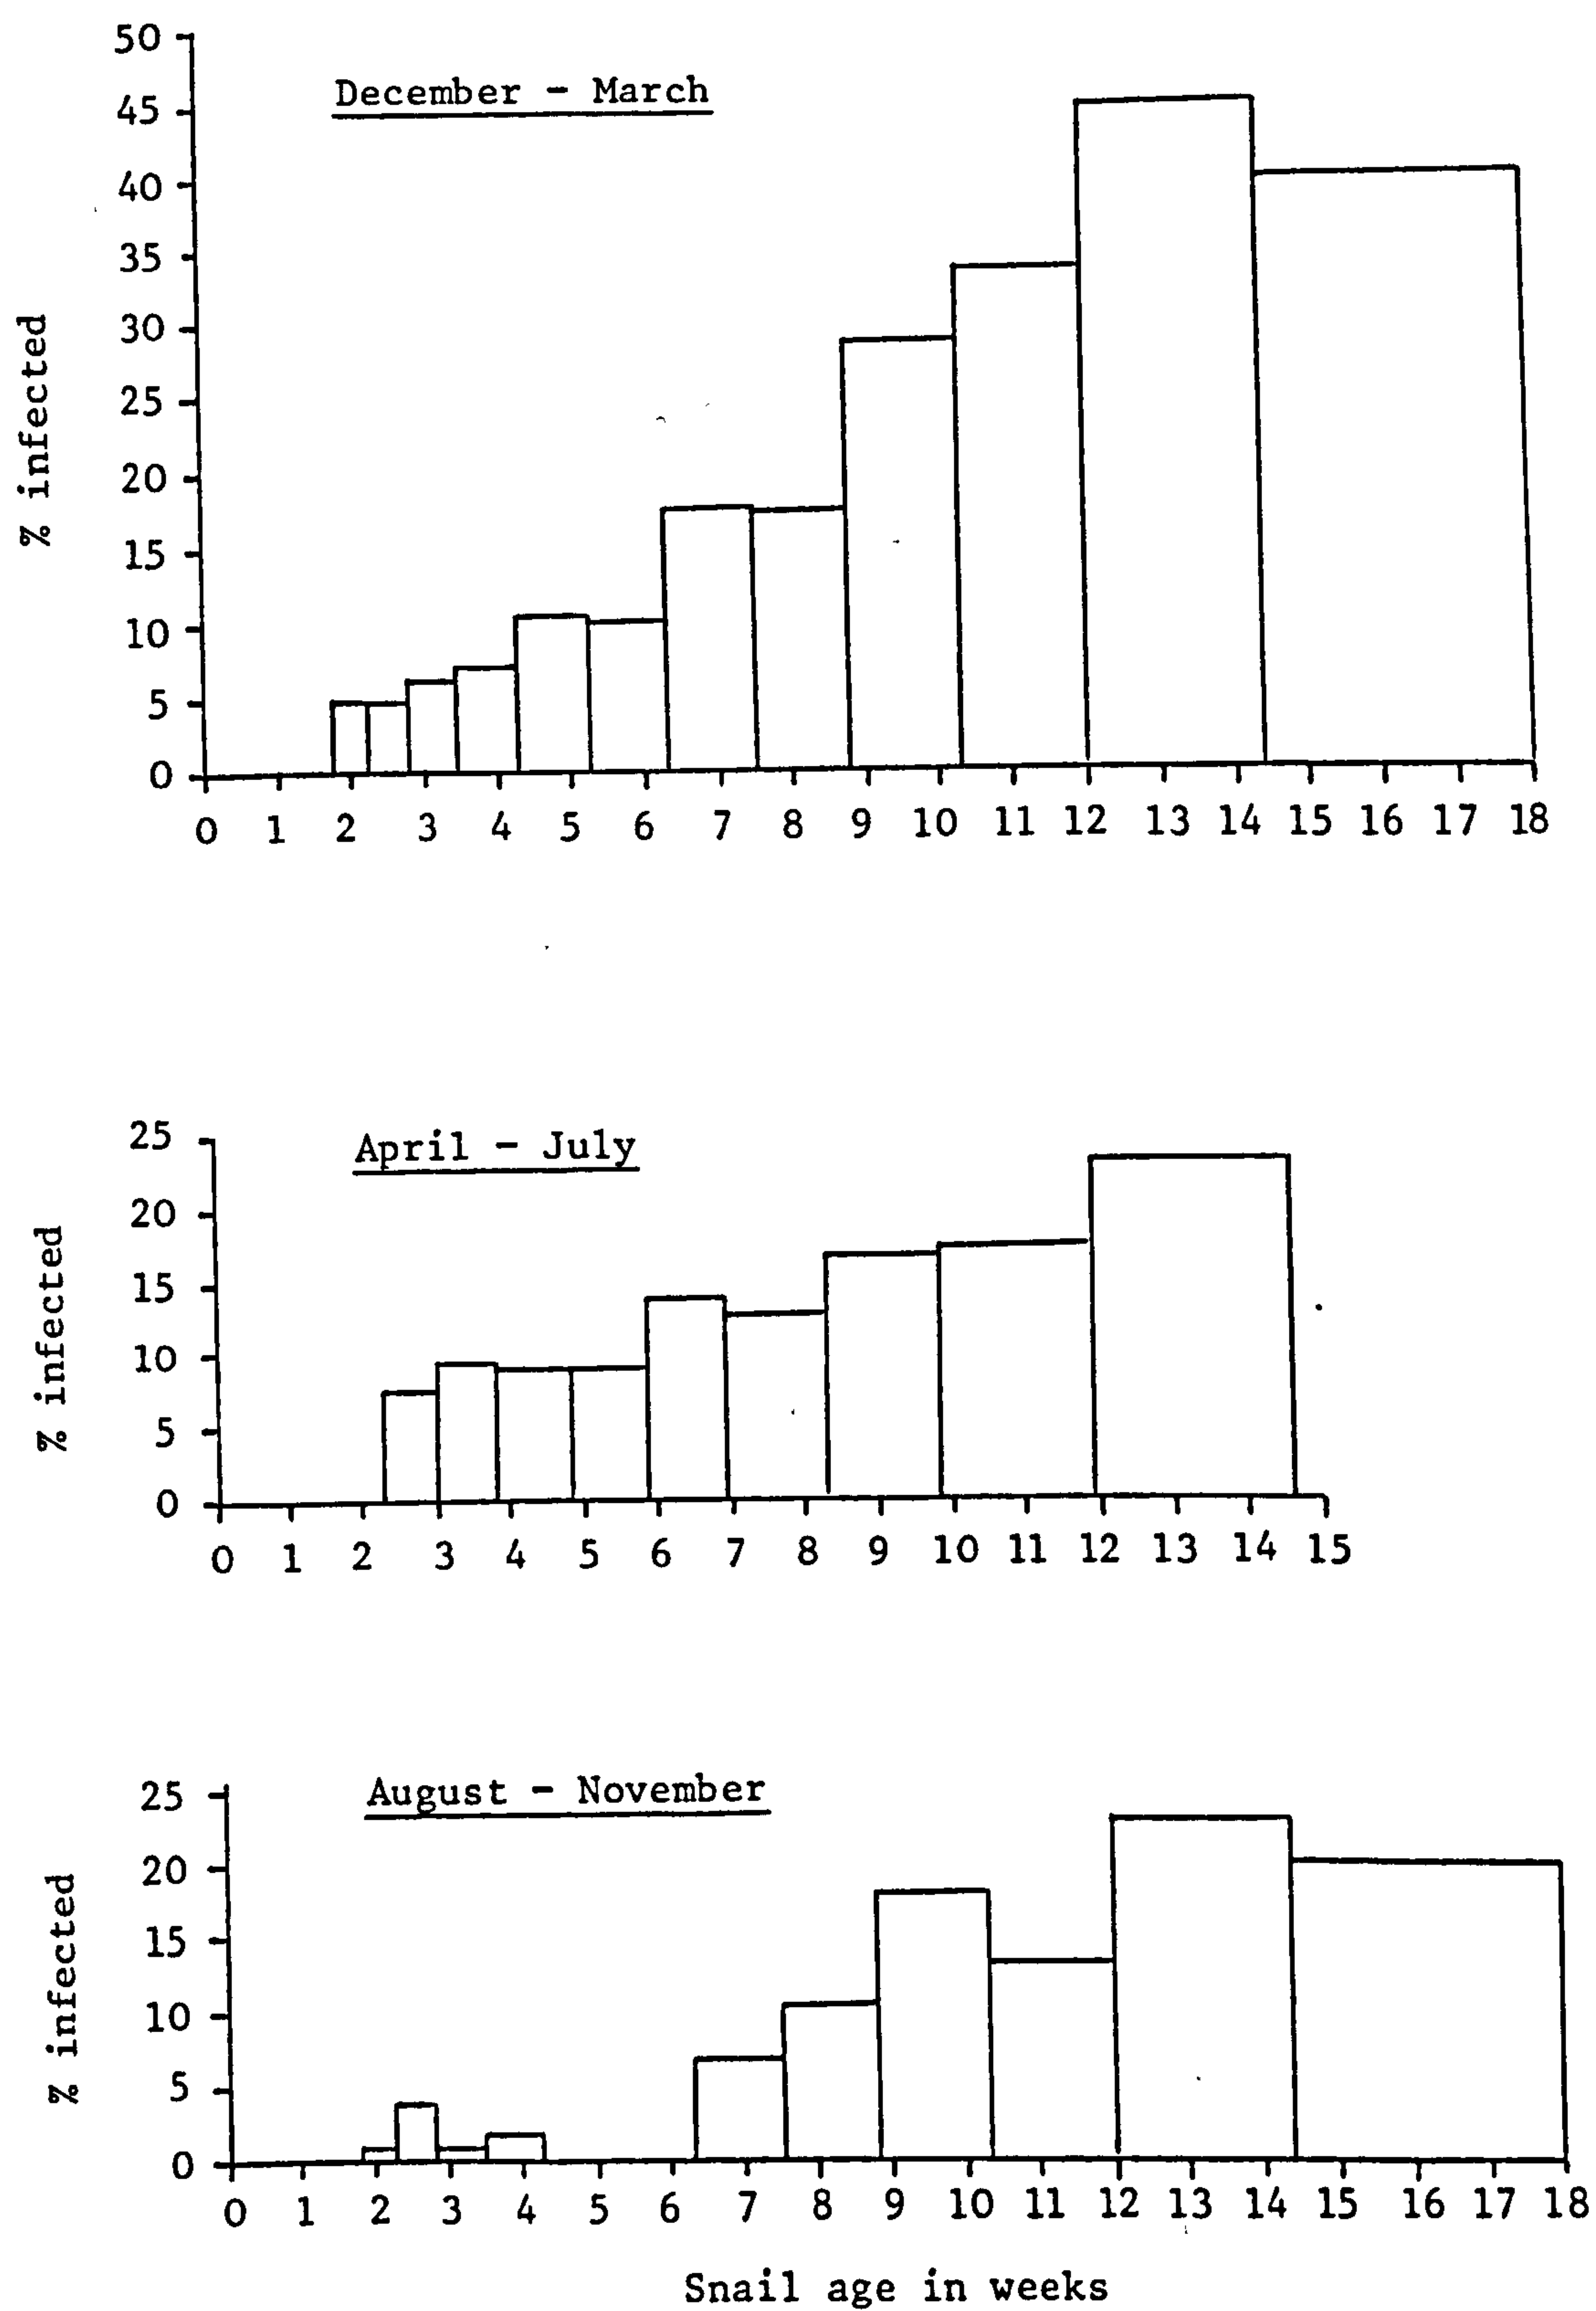 December - March
% infected
50
45
40
35
30
25
20
15
10
5
0
0 1 2 3 4 5 6 7 8 9 10 11 12 13 14 15 16 17 18
April - July
% infected
25
20
15
10
5
0
0 1 2 3 4 5 6 7 8 9 10 11 12 13 14 15
August - November
% infected
25
20
15
10
5
0
0 1 2 3 4 5 6 7 8 9 10 11 12 13 14 15 16 17 18
Snail age in weeks